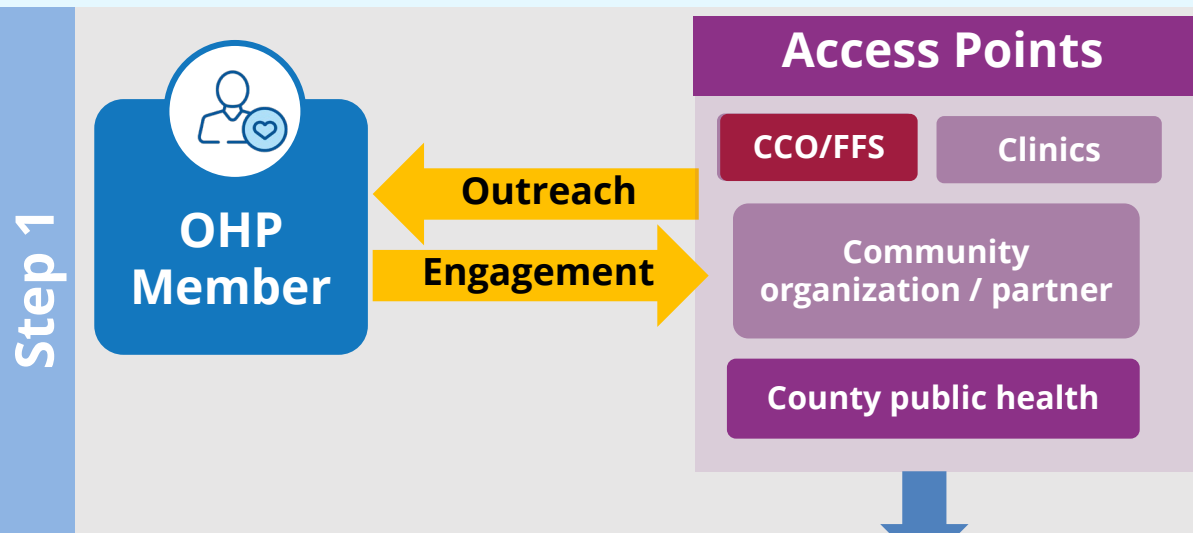 Step 1
OHP
Member
Outreach
Engagement
Access Points
CCO/FFS
Clinics
Community
organization / partner
County public health